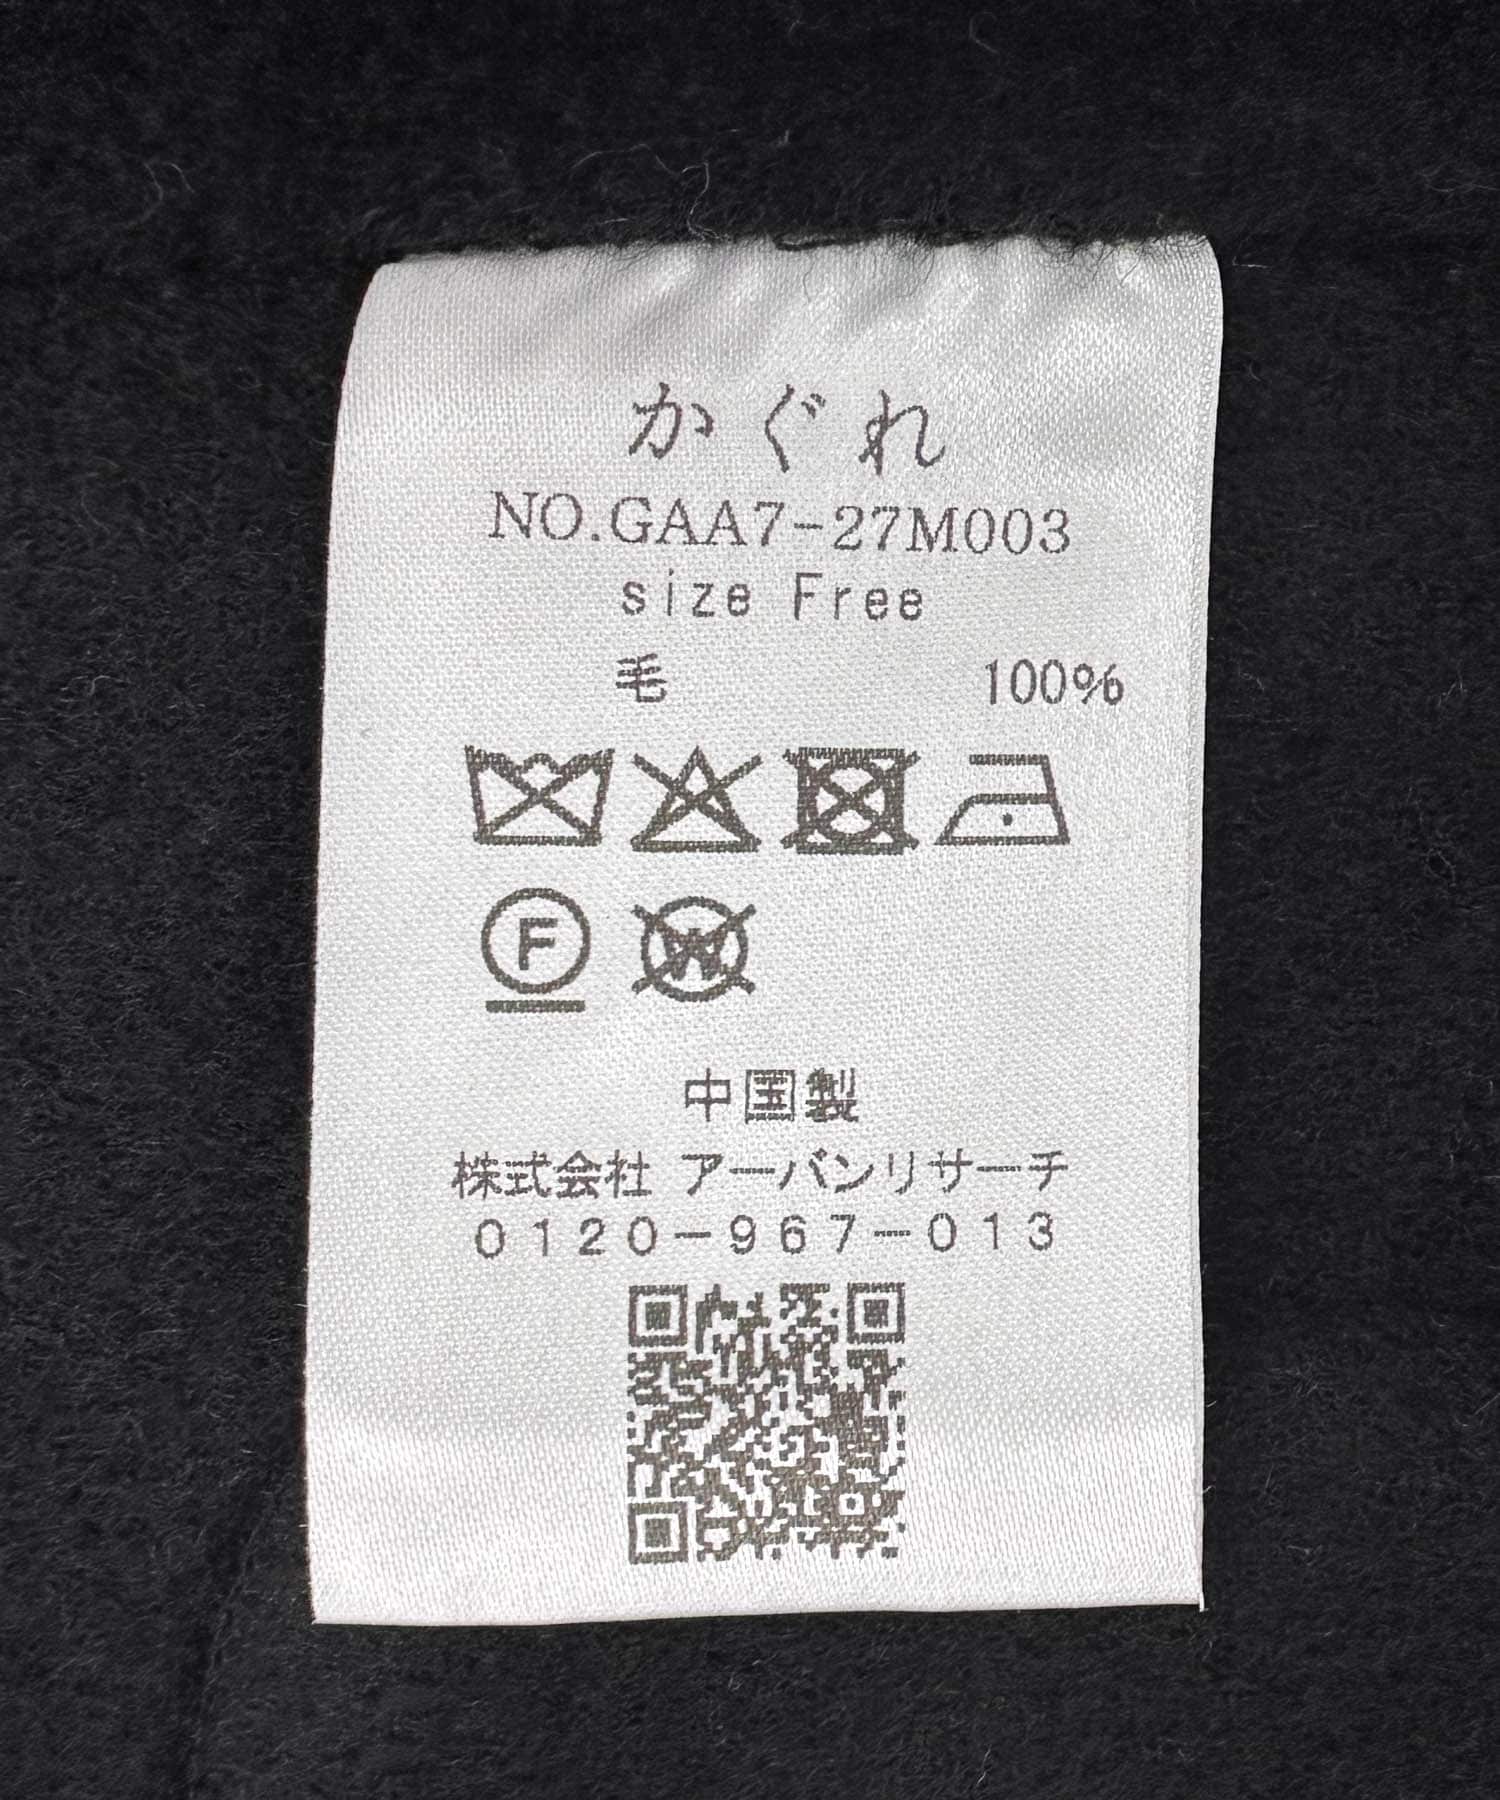 かぐれ
NO.GAA7-27M003
size Free
毛 100%
F W
中国製
株式会社 アーバンリサーチ
0120-967-013